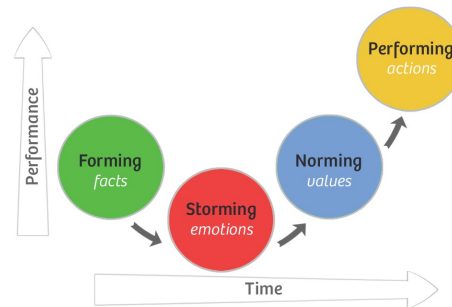 Performing
actions
Performance
Forming
facts
Norming
values
Storming
emotions
Time